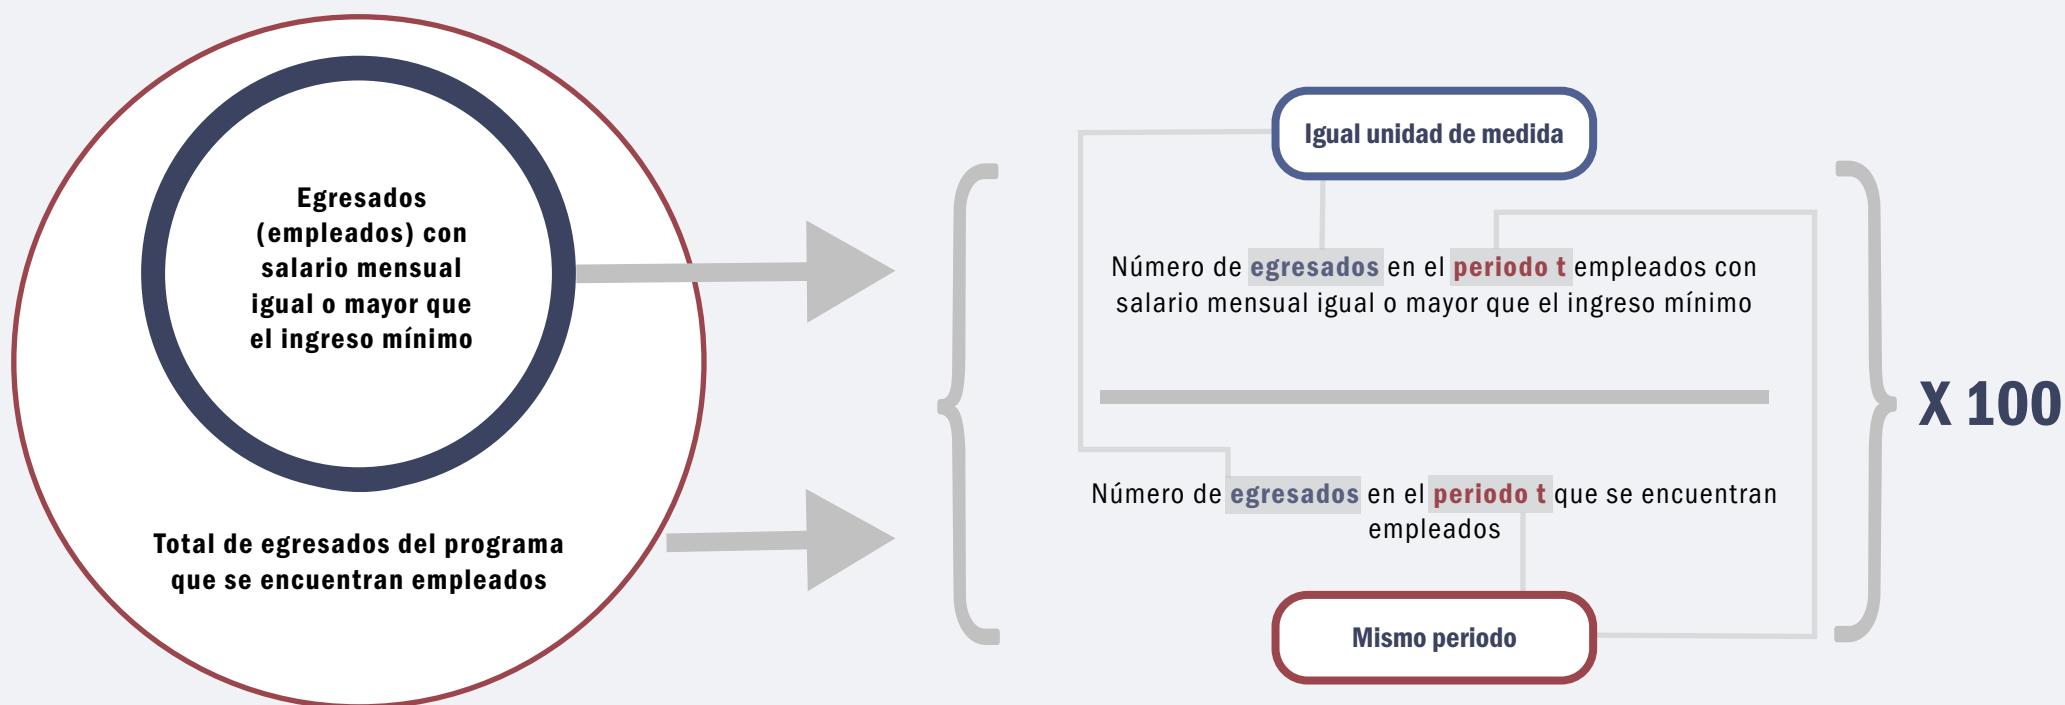 Egresados
(empleados) con
salario mensual
igual o mayor que
el ingreso mínimo
Total de egresados del programa
que se encuentran empleados
Igual unidad de medida
Número de egresados en el periodo t empleados con
salario mensual igual o mayor que el ingreso mínimo
Número de egresados en el periodo t que se encuentran
empleados
Mismo periodo
X 100